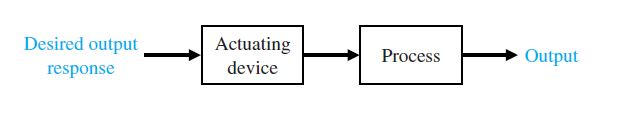 Desired output
response
Actuating
device
Process
Output